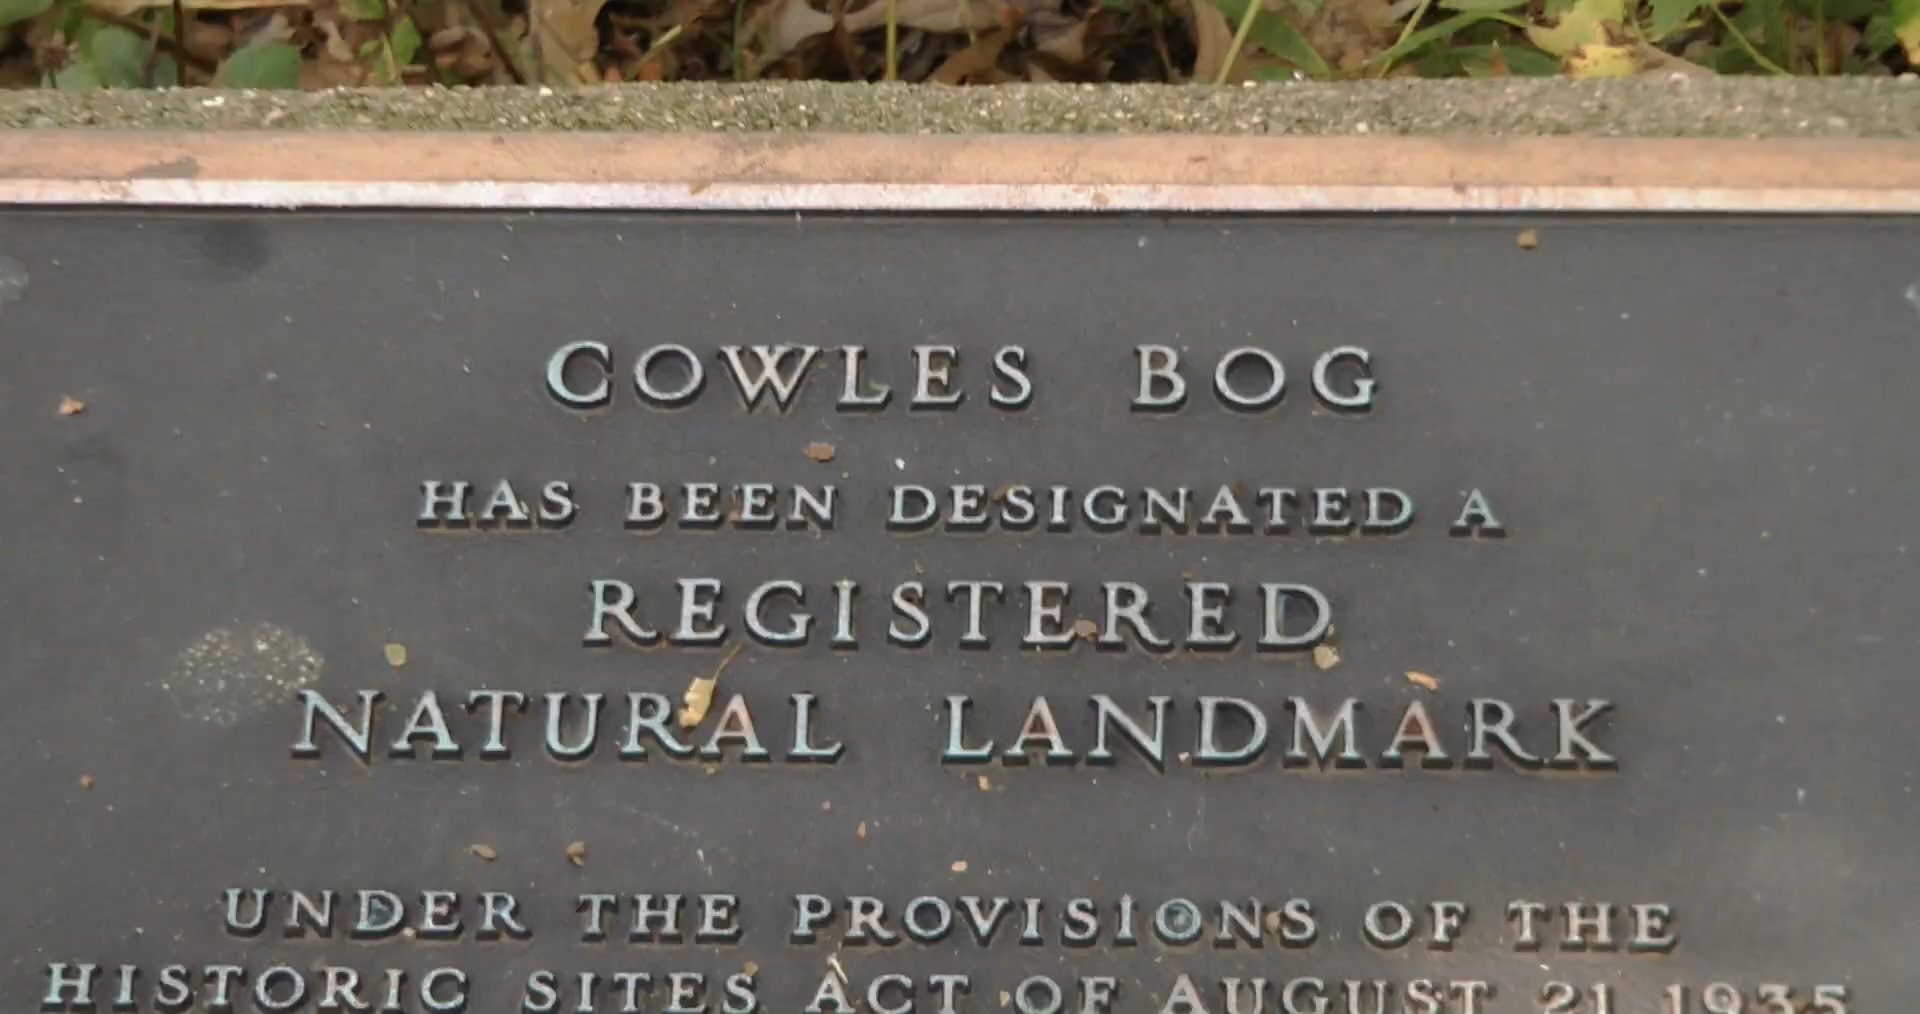 COWLES BOG
HAS BEEN DESIGNATED A
REGISTERED
NATURAL LANDMARK
UNDER THE PROVISIONS OF THE
HISTORIC SITES ACT OF AUGUST 21 1935